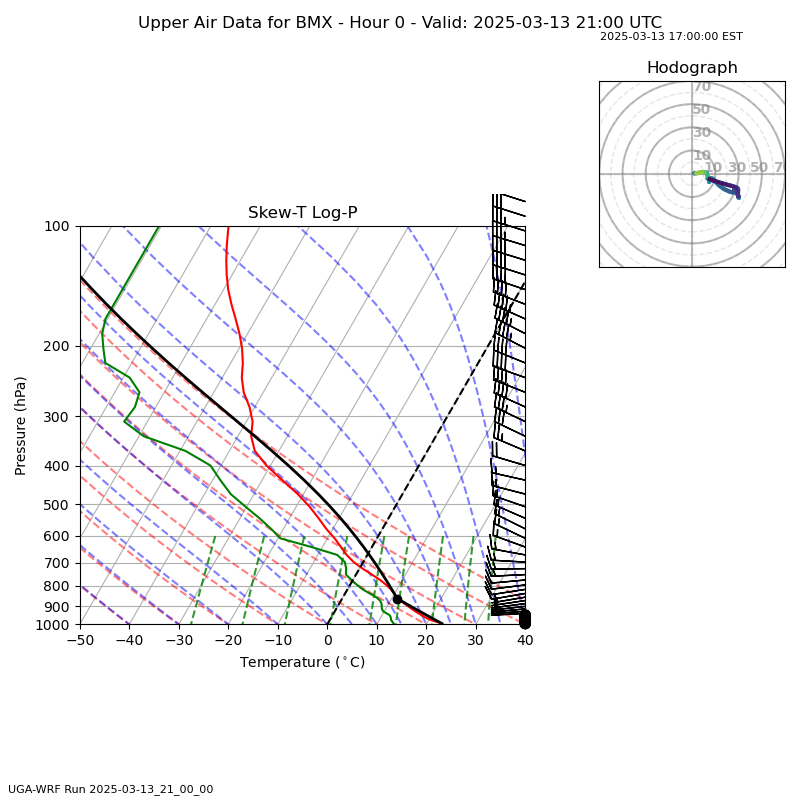 Upper Air Data for BMX - Hour 0 - Valid: 2025-03-13 21:00 UTC
2025-03-13 17:00:00 EST
Hodograph
70
50
30
10
10 30 50 7
Skew-T Log-P
100
200
300
400
500
600
700
800
900
1000
Pressure (hPa)
−50 −40 −30 −20 −10 0 10 20 30 40
Temperature (°C)
UGA-WRF Run 2025-03-13_21_00_00